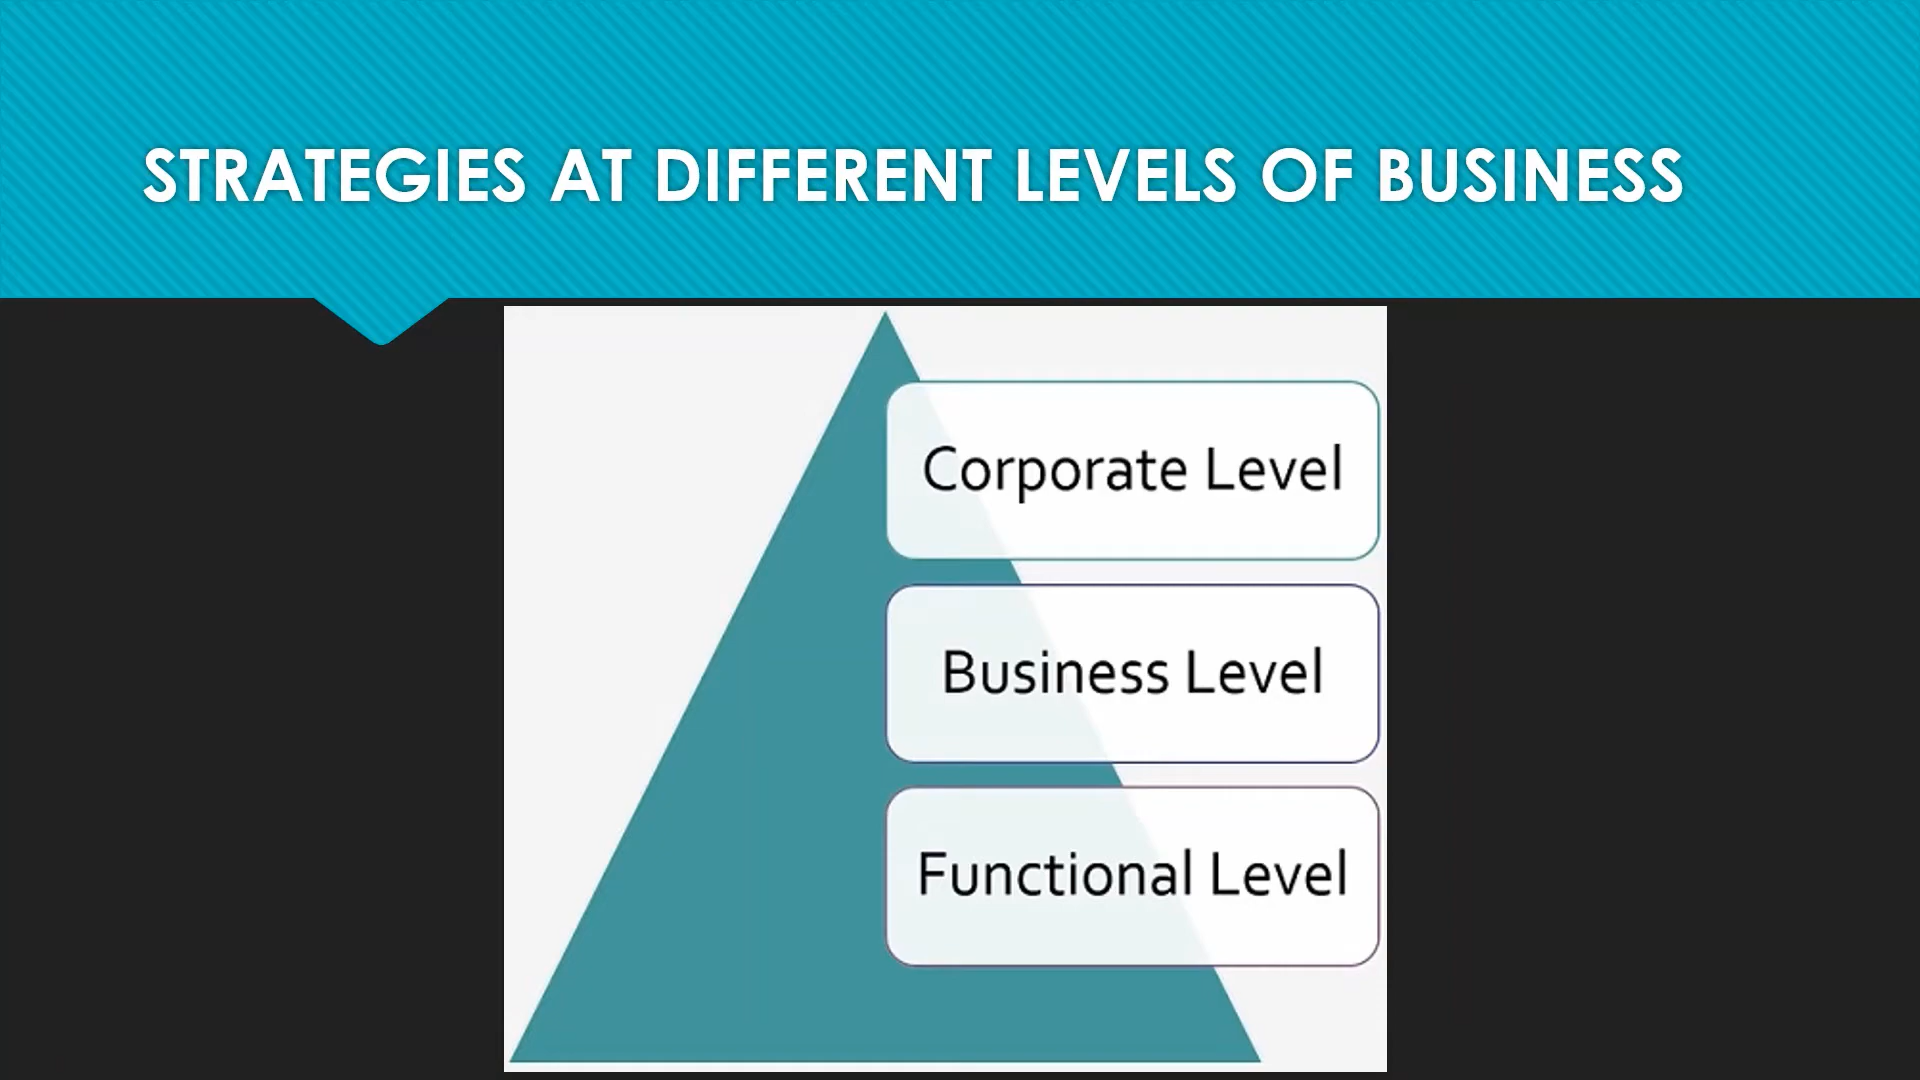 STRATEGIES AT DIFFERENT LEVELS OF BUSINESS
Corporate Level
Business Level
Functional Level